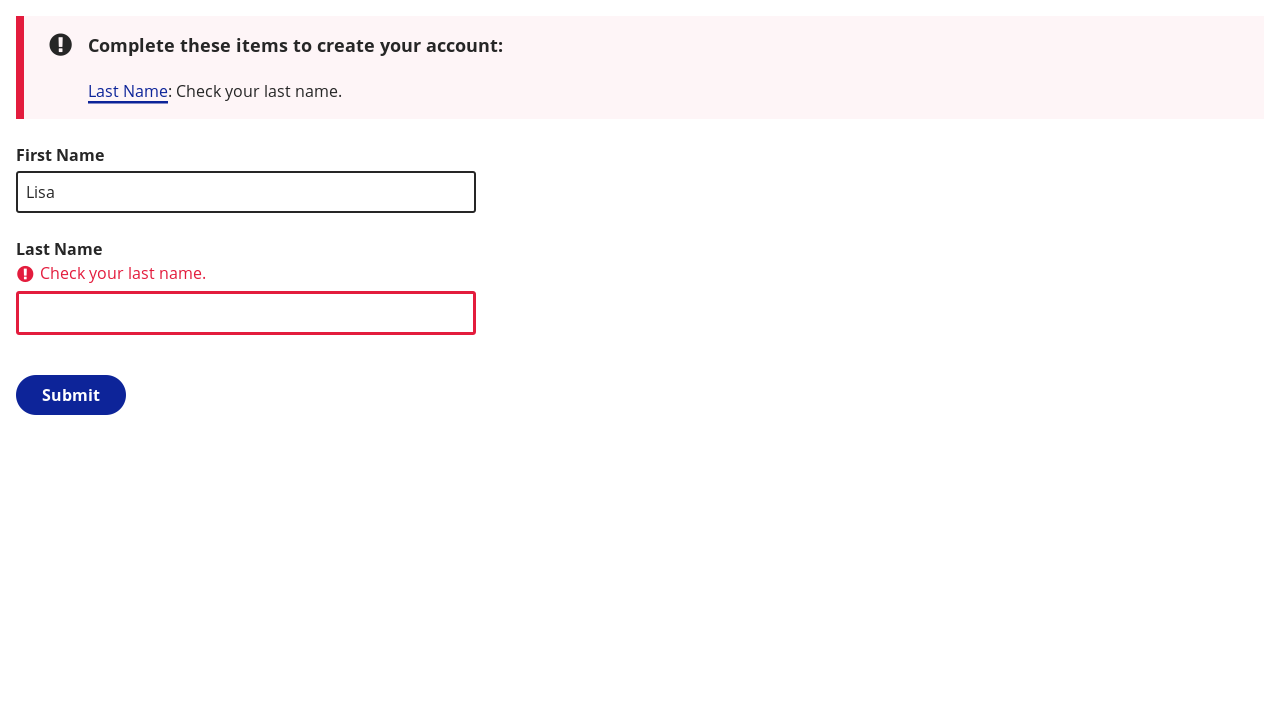 Complete these items to create your account:
Last Name: Check your last name.
First Name
Lisa
Last Name
Check your last name.
Submit